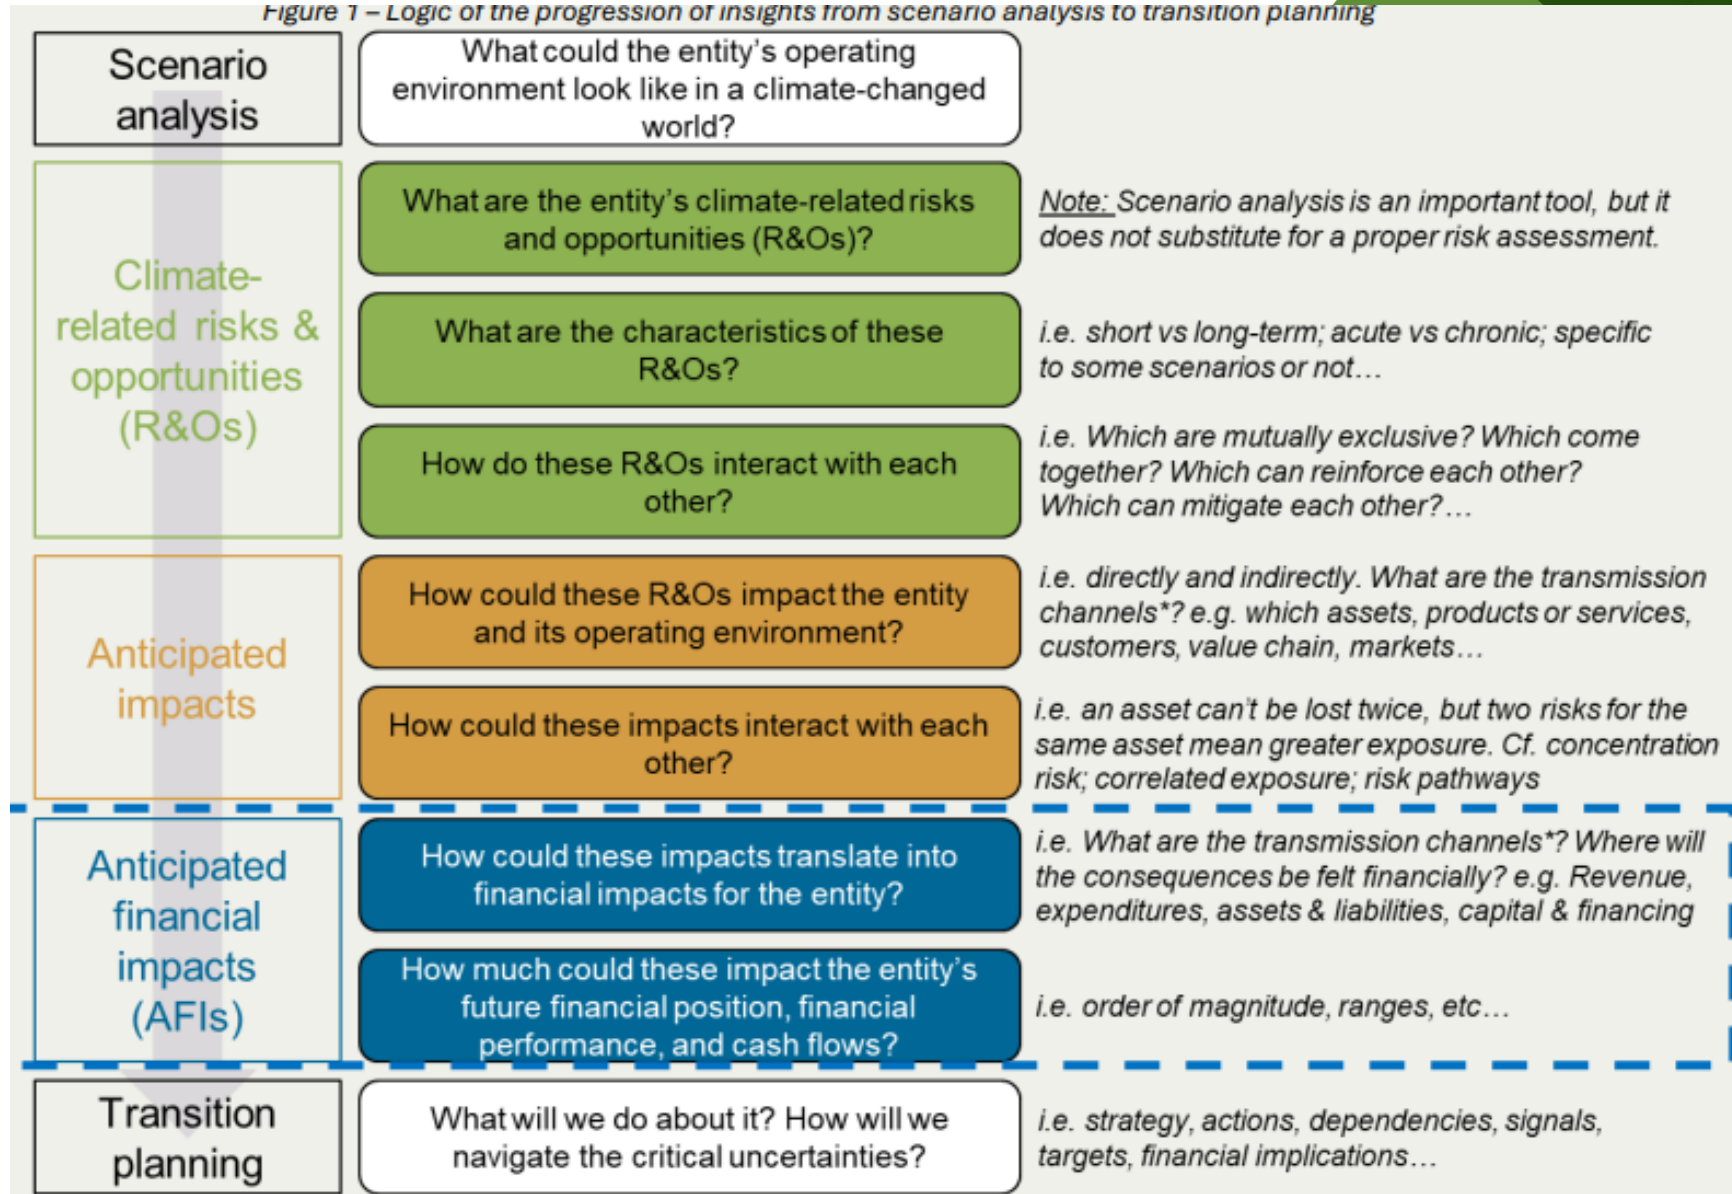 Figure 1 – Logic of the progression of insights from scenario analysis to transition planning
Scenario
analysis
What could the entity's operating
environment look like in a climate-changed
world?
Climate-
related risks &
opportunities
(R&Os)
What are the entity's climate-related risks
and opportunities (R&Os)?
Note: Scenario analysis is an important tool, but it
does not substitute for a proper risk assessment.
What are the characteristics of these
R&Os?
i.e. short vs long-term; acute vs chronic; specific
to some scenarios or not…
How do these R&Os interact with each
other?
i.e. Which are mutually exclusive? Which come
together? Which can reinforce each other?
Which can mitigate each other?…
Anticipated
impacts
How could these R&Os impact the entity
and its operating environment?
i.e. directly and indirectly. What are the transmission
channels*? e.g. which assets, products or services,
customers, value chain, markets…
How could these impacts interact with each
other?
i.e. an asset can't be lost twice, but two risks for the
same asset mean greater exposure. Cf. concentration
risk; correlated exposure; risk pathways
Anticipated
financial
impacts
(AFIs)
How could these impacts translate into
financial impacts for the entity?
i.e. What are the transmission channels*? Where will
the consequences be felt financially? e.g. Revenue,
expenditures, assets & liabilities, capital & financing
How much could these impact the entity's
future financial position, financial
performance, and cash flows?
i.e. order of magnitude, ranges, etc…
Transition
planning
What will we do about it? How will we
navigate the critical uncertainties?
i.e. strategy, actions, dependencies, signals,
targets, financial implications…